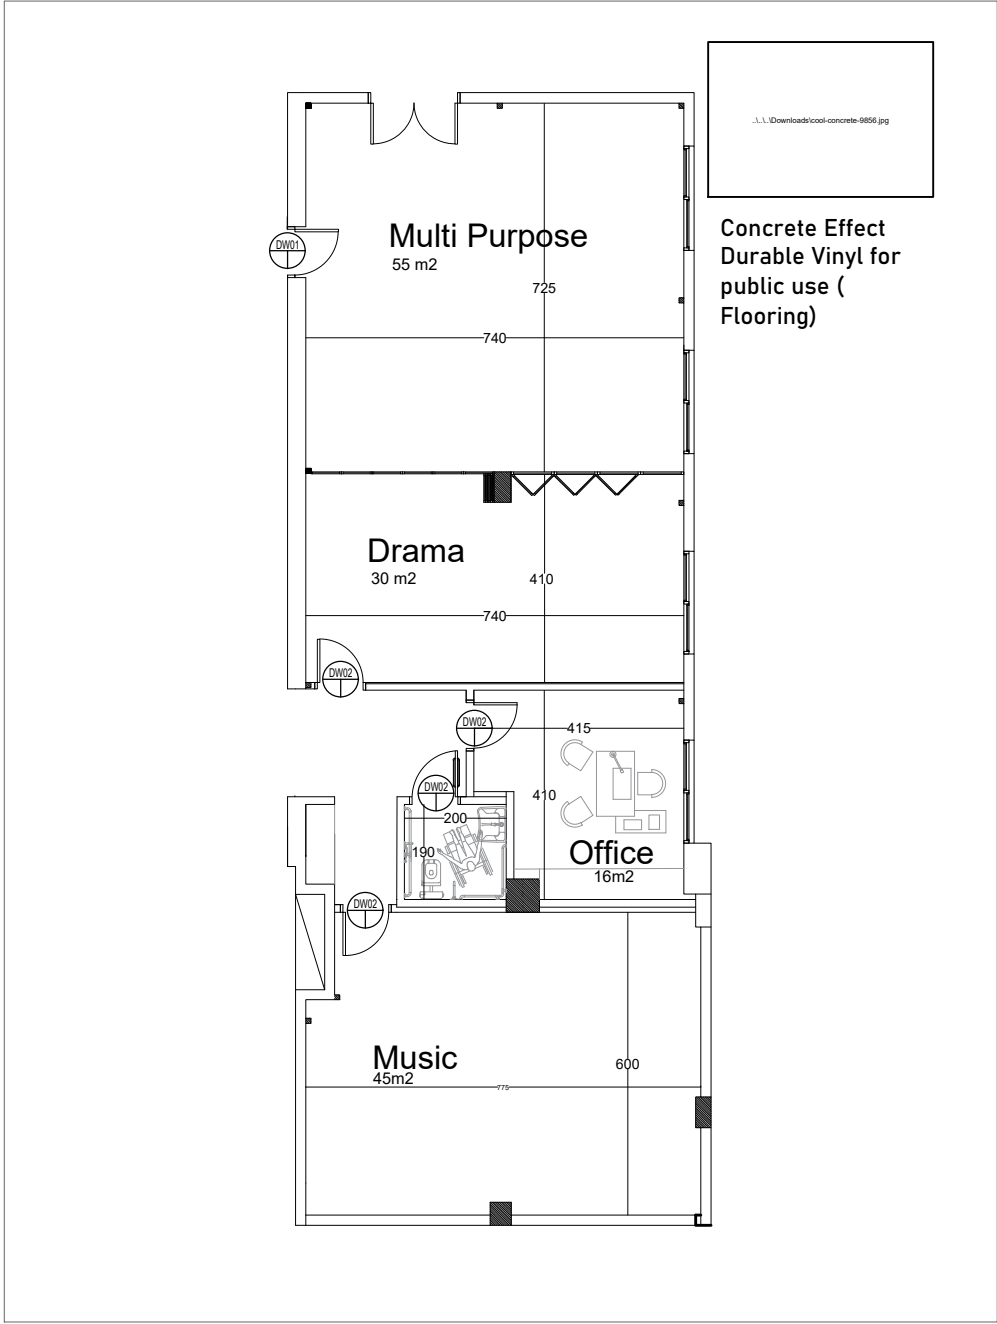 ..\..\..\Downloads\cool-concrete-9856.jpg
Concrete Effect
Durable Vinyl for
public use (
Flooring)
DW01
Multi Purpose
55 m2
725
740
Drama
30 m2
410
740
DW02
DW02
415
DW02
410
200
190
Office
16m2
DW02
Music
45m2
600
775